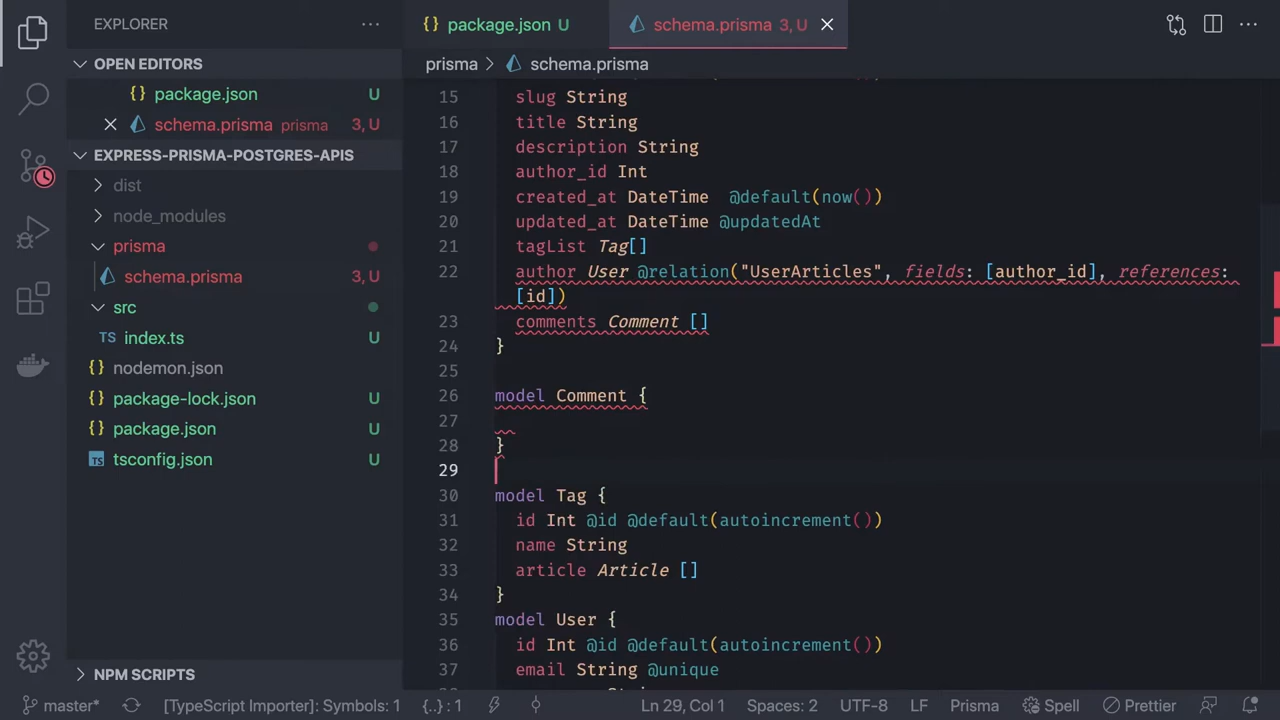 EXPLORER
OPEN EDITORS
{} package.json U
schema.prisma prisma 3, U
EXPRESS-PRISMA-POSTGRES-APIS
dist
node_modules
prisma
schema.prisma 3, U
src
TS index.ts U
{} nodemon.json
{} package-lock.json U
{} package.json U
TS tsconfig.json U
NPM SCRIPTS
{} package.json U
schema.prisma 3, U
prisma > schema.prisma
15 slug String
16 title String
17 description String
18 author_id Int
19 created_at DateTime  @default(now())
20 updated_at DateTime @updatedAt
21 tagList Tag[]
22 author User @relation("UserArticles", fields: [author_id], references:
[id])
23 comments Comment []
24 }
25
26 model Comment {
27
28 }
29
30 model Tag {
31 id Int @id @default(autoincrement())
32 name String
33 article Article []
34 }
35 model User {
36 id Int @id @default(autoincrement())
37 email String @unique
master* [TypeScript Importer]: Symbols: 1 {..} : 1 Ln 29, Col 1 Spaces: 2 UTF-8 LF Prisma Spell Prettier